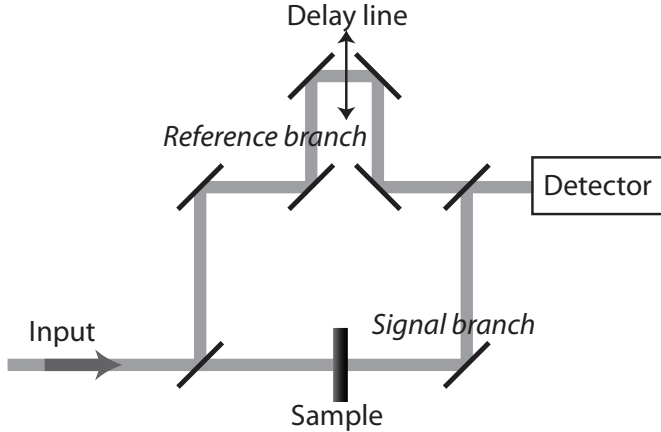 Delay line
Reference branch
Detector
Input
Signal branch
Sample